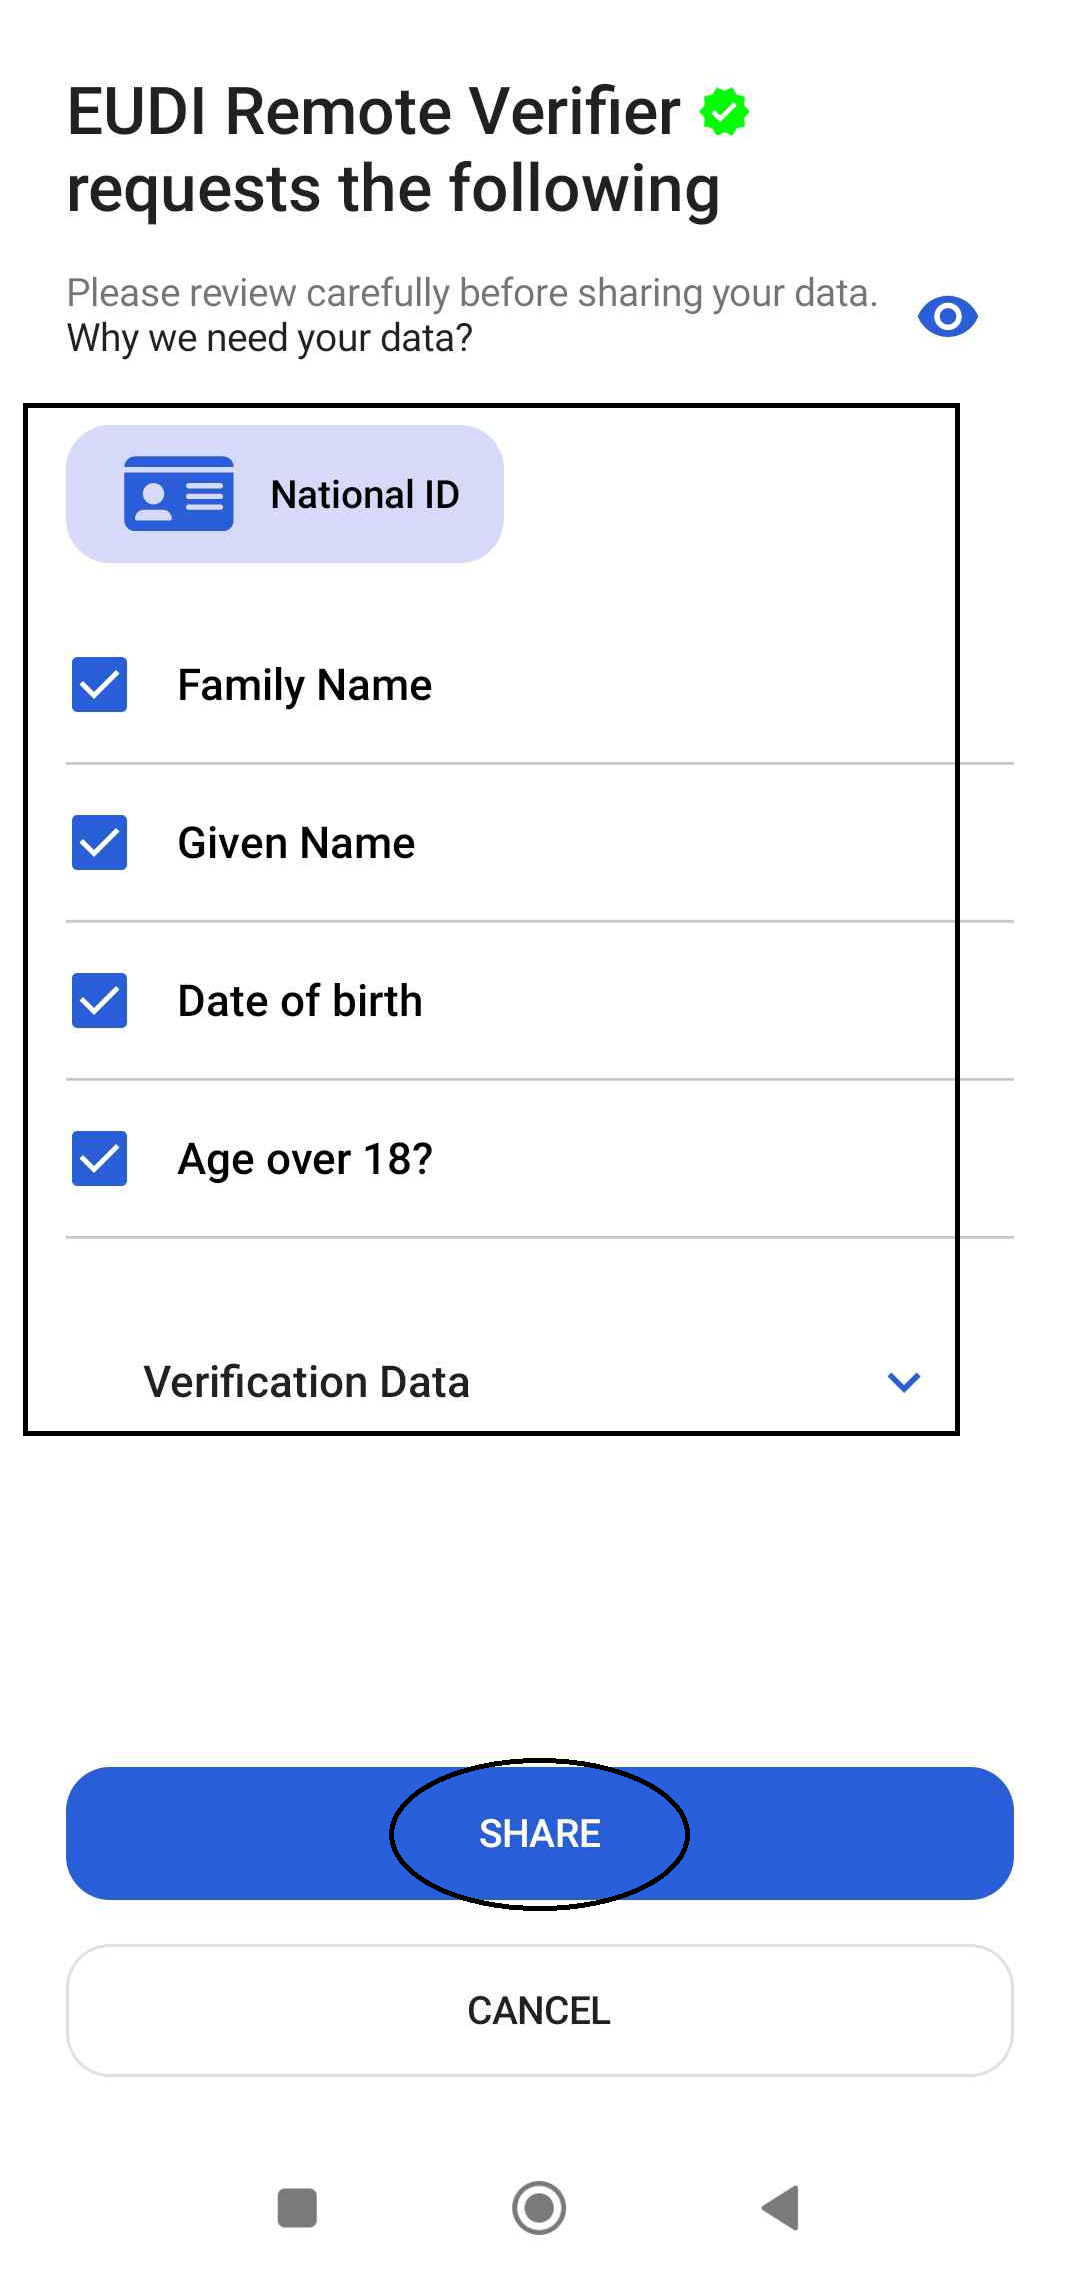 EUDI Remote Verifier
requests the following
Please review carefully before sharing your data.
Why we need your data?
National ID
Family Name
Given Name
Date of birth
Age over 18?
Verification Data
SHARE
CANCEL